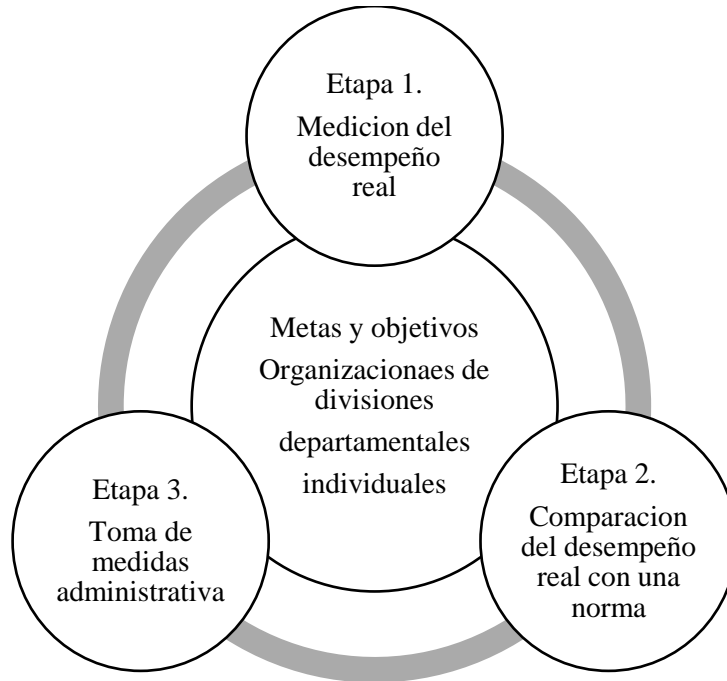 Etapa 1.
Medicion del
desempeño
real
Metas y objetivos
Organizacionaes de
divisiones
departamentales
individuales
Etapa 3.
Toma de
medidas
administrativa
Etapa 2.
Comparacion
del desempeño
real con una
norma